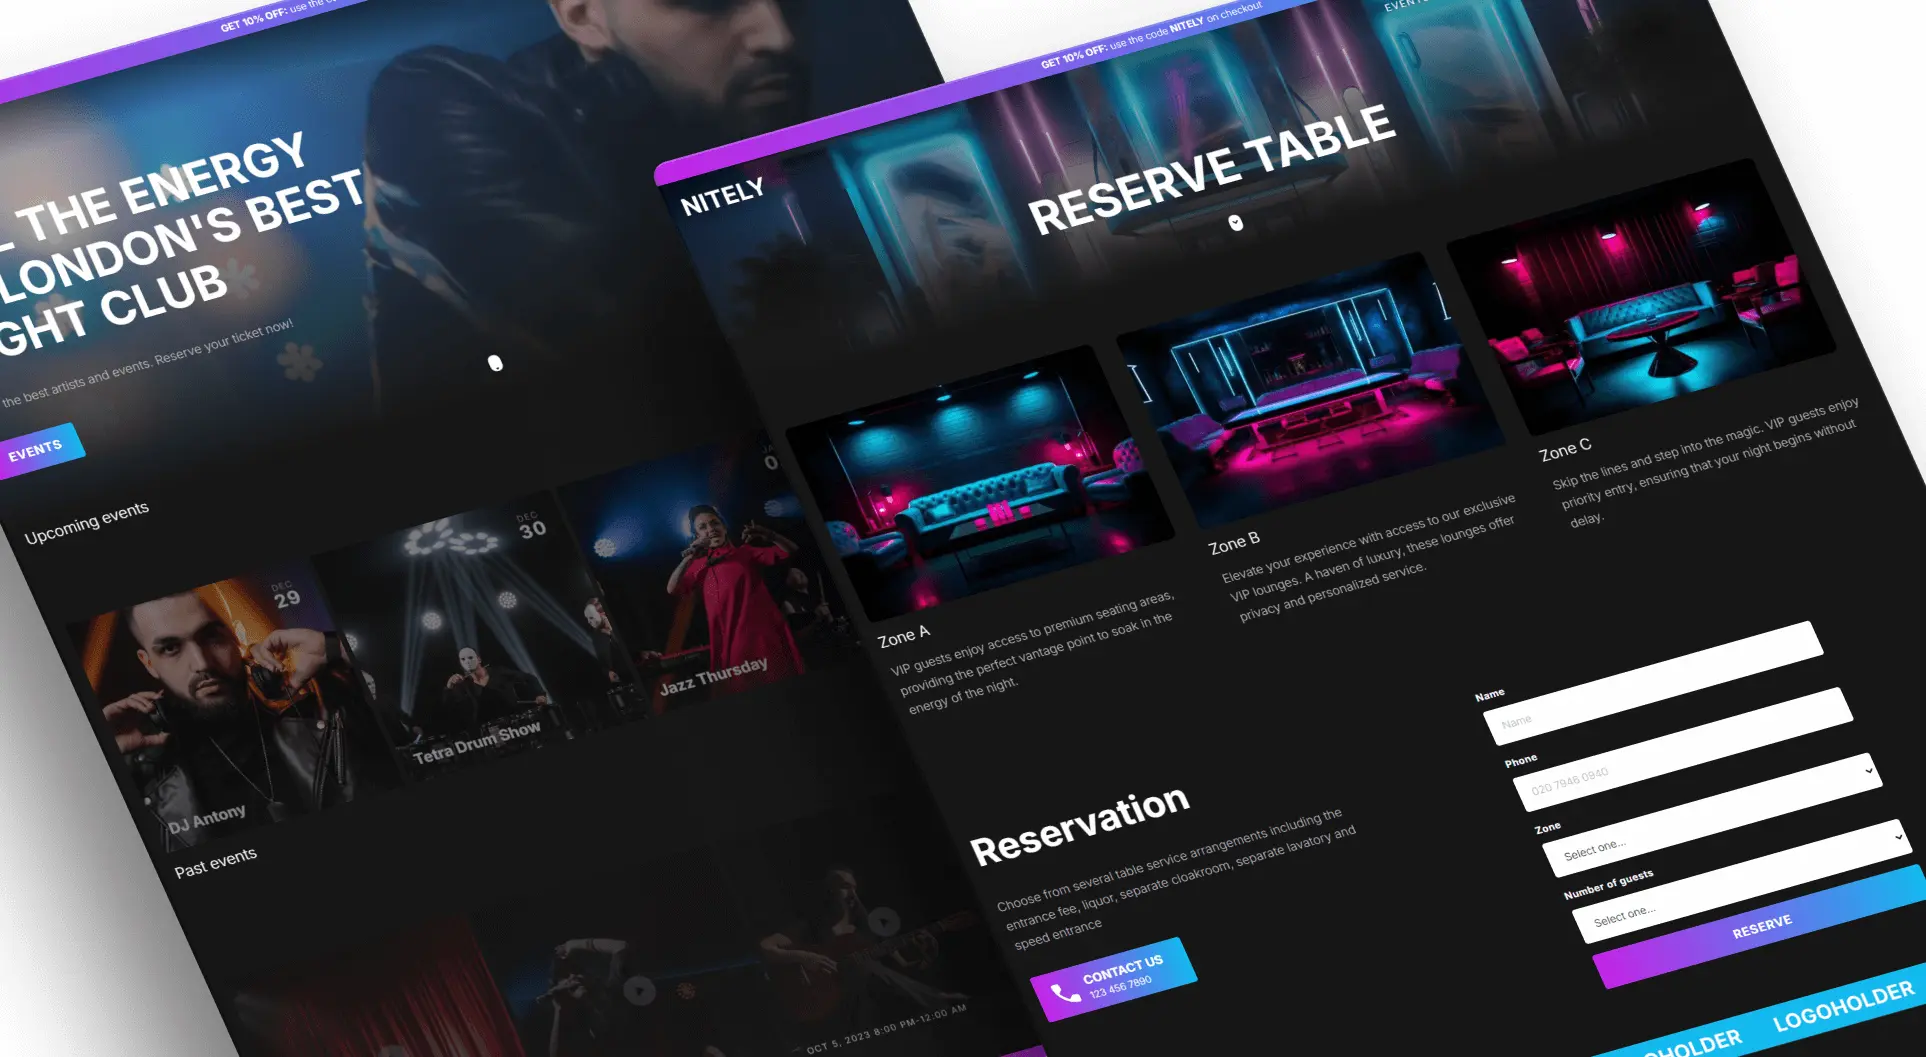 GET 10% OFF: use the
L THE ENERGY
LONDON'S BEST
GHT CLUB
the best artists and events. Reserve your ticket now!
EVENTS
Upcoming events
DEC
29
DJ Antony
DEC
30
Tetra Drum Show
Jazz Thursday
Past events
OCT 5, 2023 8:00 PM-12:00 AM
GET 10% OFF: use the code NITELY on checkout
NITELY
EVENTS
RESERVE TABLE
Zone A
VIP guests enjoy access to premium seating areas,
providing the perfect vantage point to soak in the
energy of the night.
Zone B
Elevate your experience with access to our exclusive
VIP lounges. A haven of luxury, these lounges offer
privacy and personalized service.
Zone C
Skip the lines and step into the magic. VIP guests enjoy
priority entry, ensuring that your night begins without
delay.
Reservation
Choose from several table service arrangements including the
entrance fee, liquor, separate cloakroom, separate lavatory and
speed entrance
CONTACT US
123 456 7890
Name
Name
Phone
020 7946 0840
Zone
Select one...
Number of guests
Select one...
RESERVE
OHOLDER LOGOHOLDER